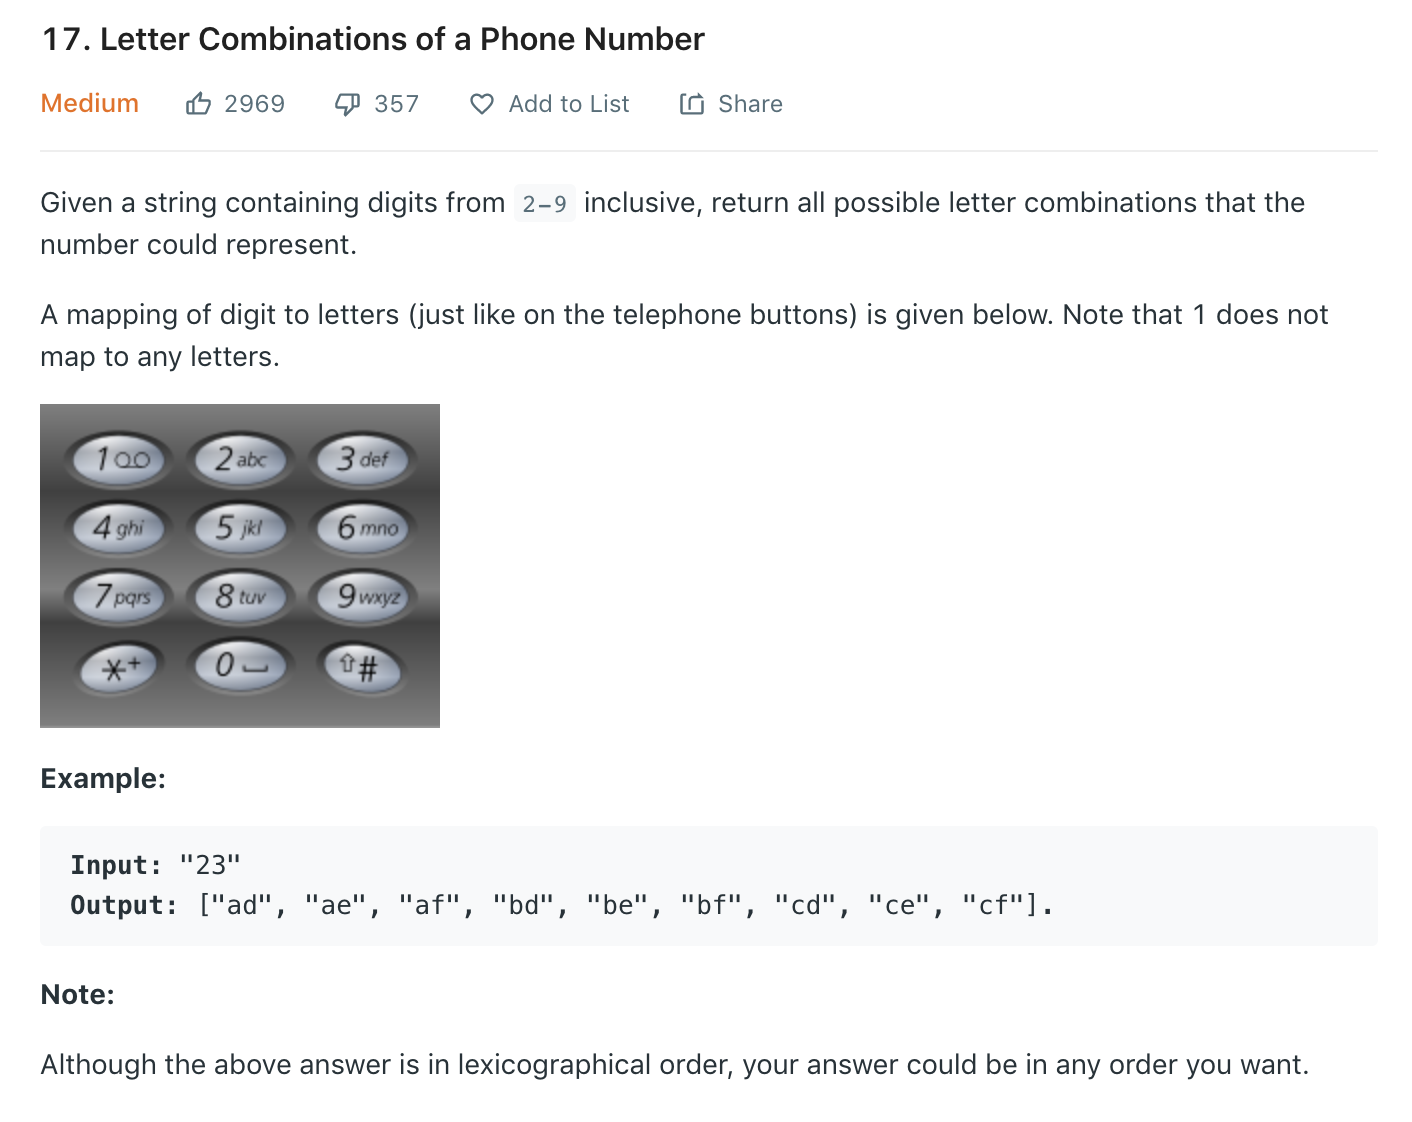 17. Letter Combinations of a Phone Number
Medium 2969 357 Add to List Share
Given a string containing digits from 2-9 inclusive, return all possible letter combinations that the
number could represent.
A mapping of digit to letters (just like on the telephone buttons) is given below. Note that 1 does not
map to any letters.
1 2 abc 3 def
4 ghi 5 jkl 6 mno
7 pqrs 8 tuv 9 wxyz
*+ 0 #
Example:
Input: "23"
Output: ["ad", "ae", "af", "bd", "be", "bf", "cd", "ce", "cf"].
Note:
Although the above answer is in lexicographical order, your answer could be in any order you want.